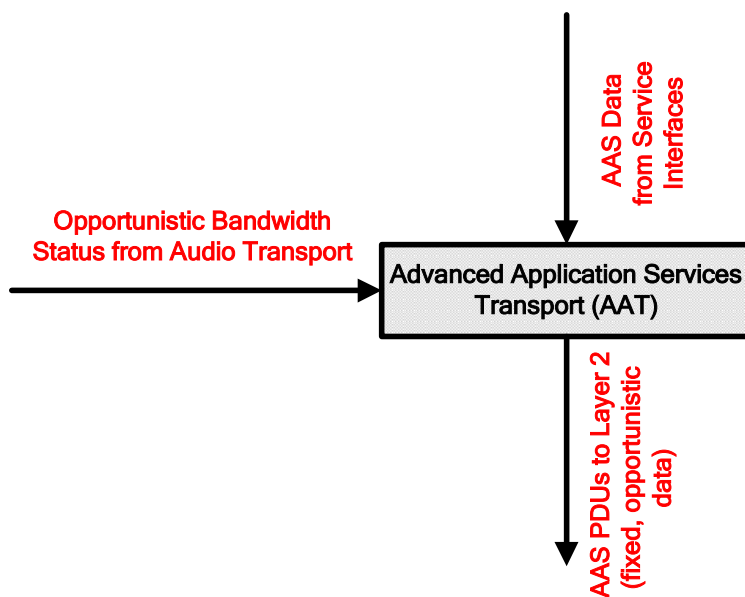 AAS Data
from Service
Interfaces
Opportunistic Bandwidth
Status from Audio Transport
Advanced Application Services
Transport (AAT)
AAS PDUs to Layer 2
(fixed, opportunistic
data)